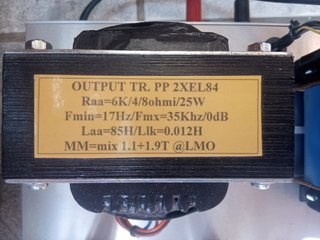 OUTPUT TR. PP 2XEL84
Raa=6K/4/8ohmi/25W
Fmin=17Hz/Fmx=35Khz/0dB
Laa=85H/Llk=0.012H
MM=mix 1.1+1.9T @LMO